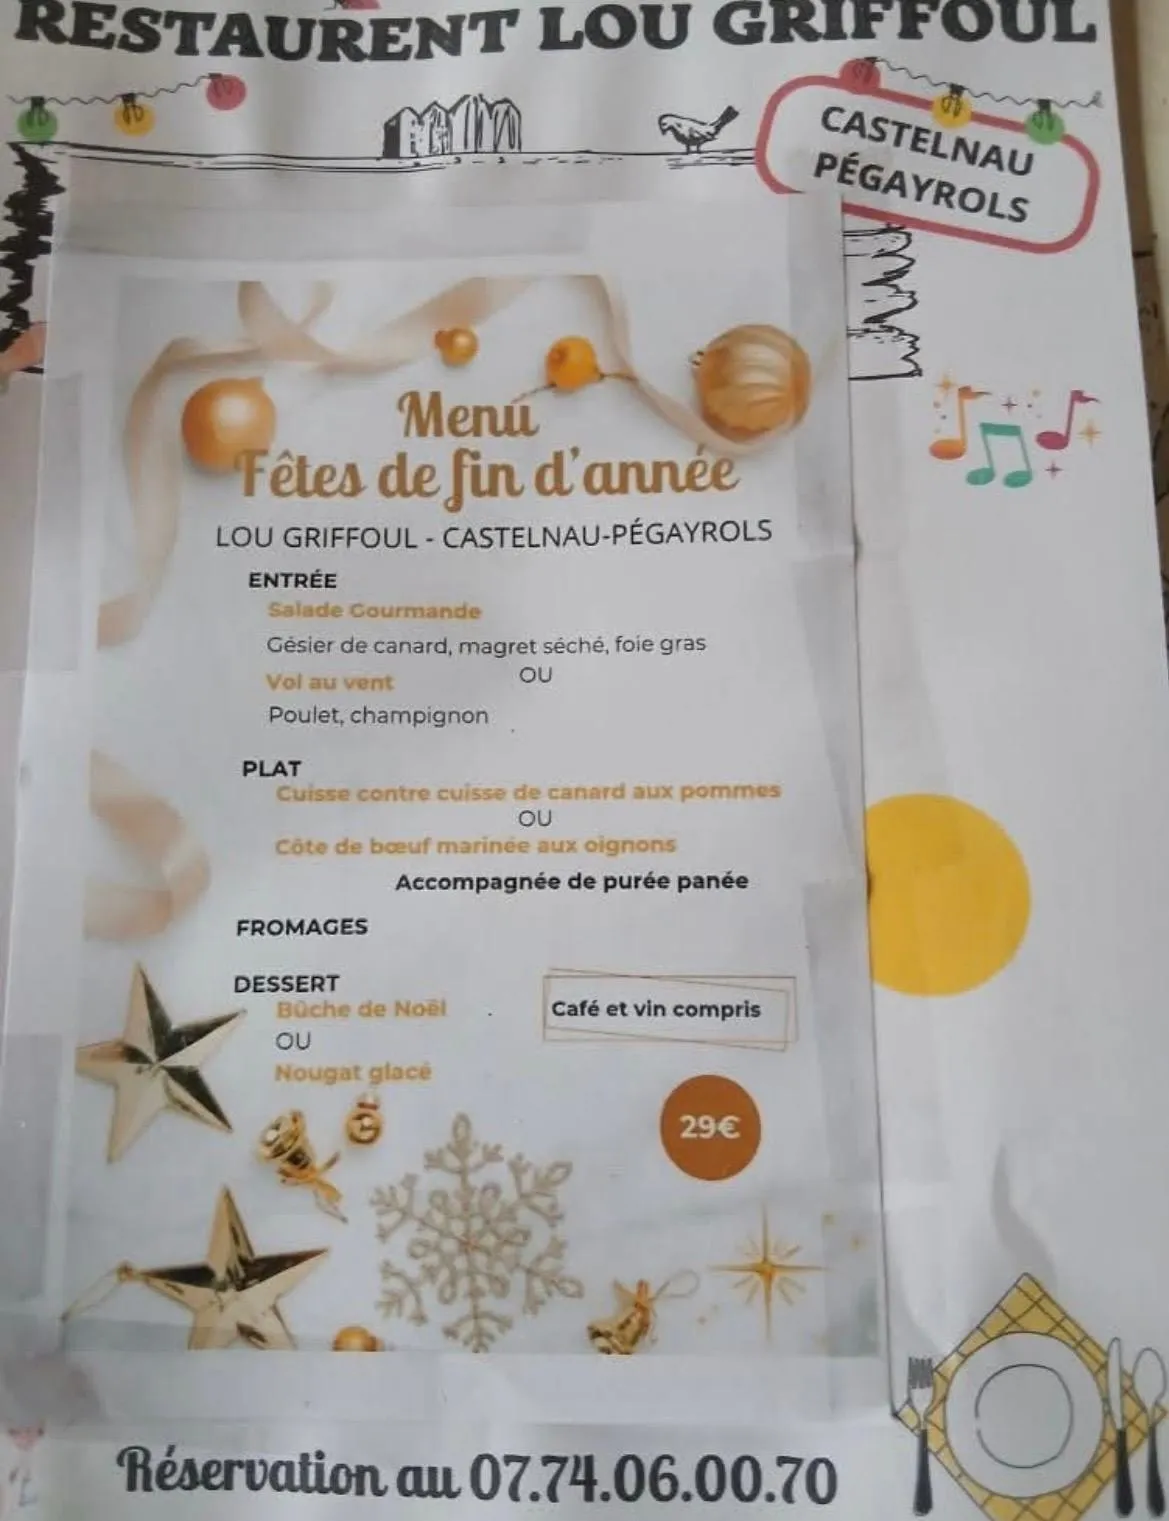 RESTAURENT LOU GRIFFOUL
CASTELNAU
PÉGAYROLS
Menu
Fêtes de fin d'année
LOU GRIFFOUL - CASTELNAU-PÉGAYROLS
ENTRÉE
Salade Gourmande
Gésier de canard, magret séché, foie gras
OU
Vol au vent
Poulet, champignon
PLAT
Cuisse contre cuisse de canard aux pommes
OU
Côte de bœuf marinée aux oignons
Accompagnée de purée panée
FROMAGES
DESSERT
Bûche de Noël
OU
Nougat glacé
Café et vin compris
29€
Réservation au 07.74.06.00.70